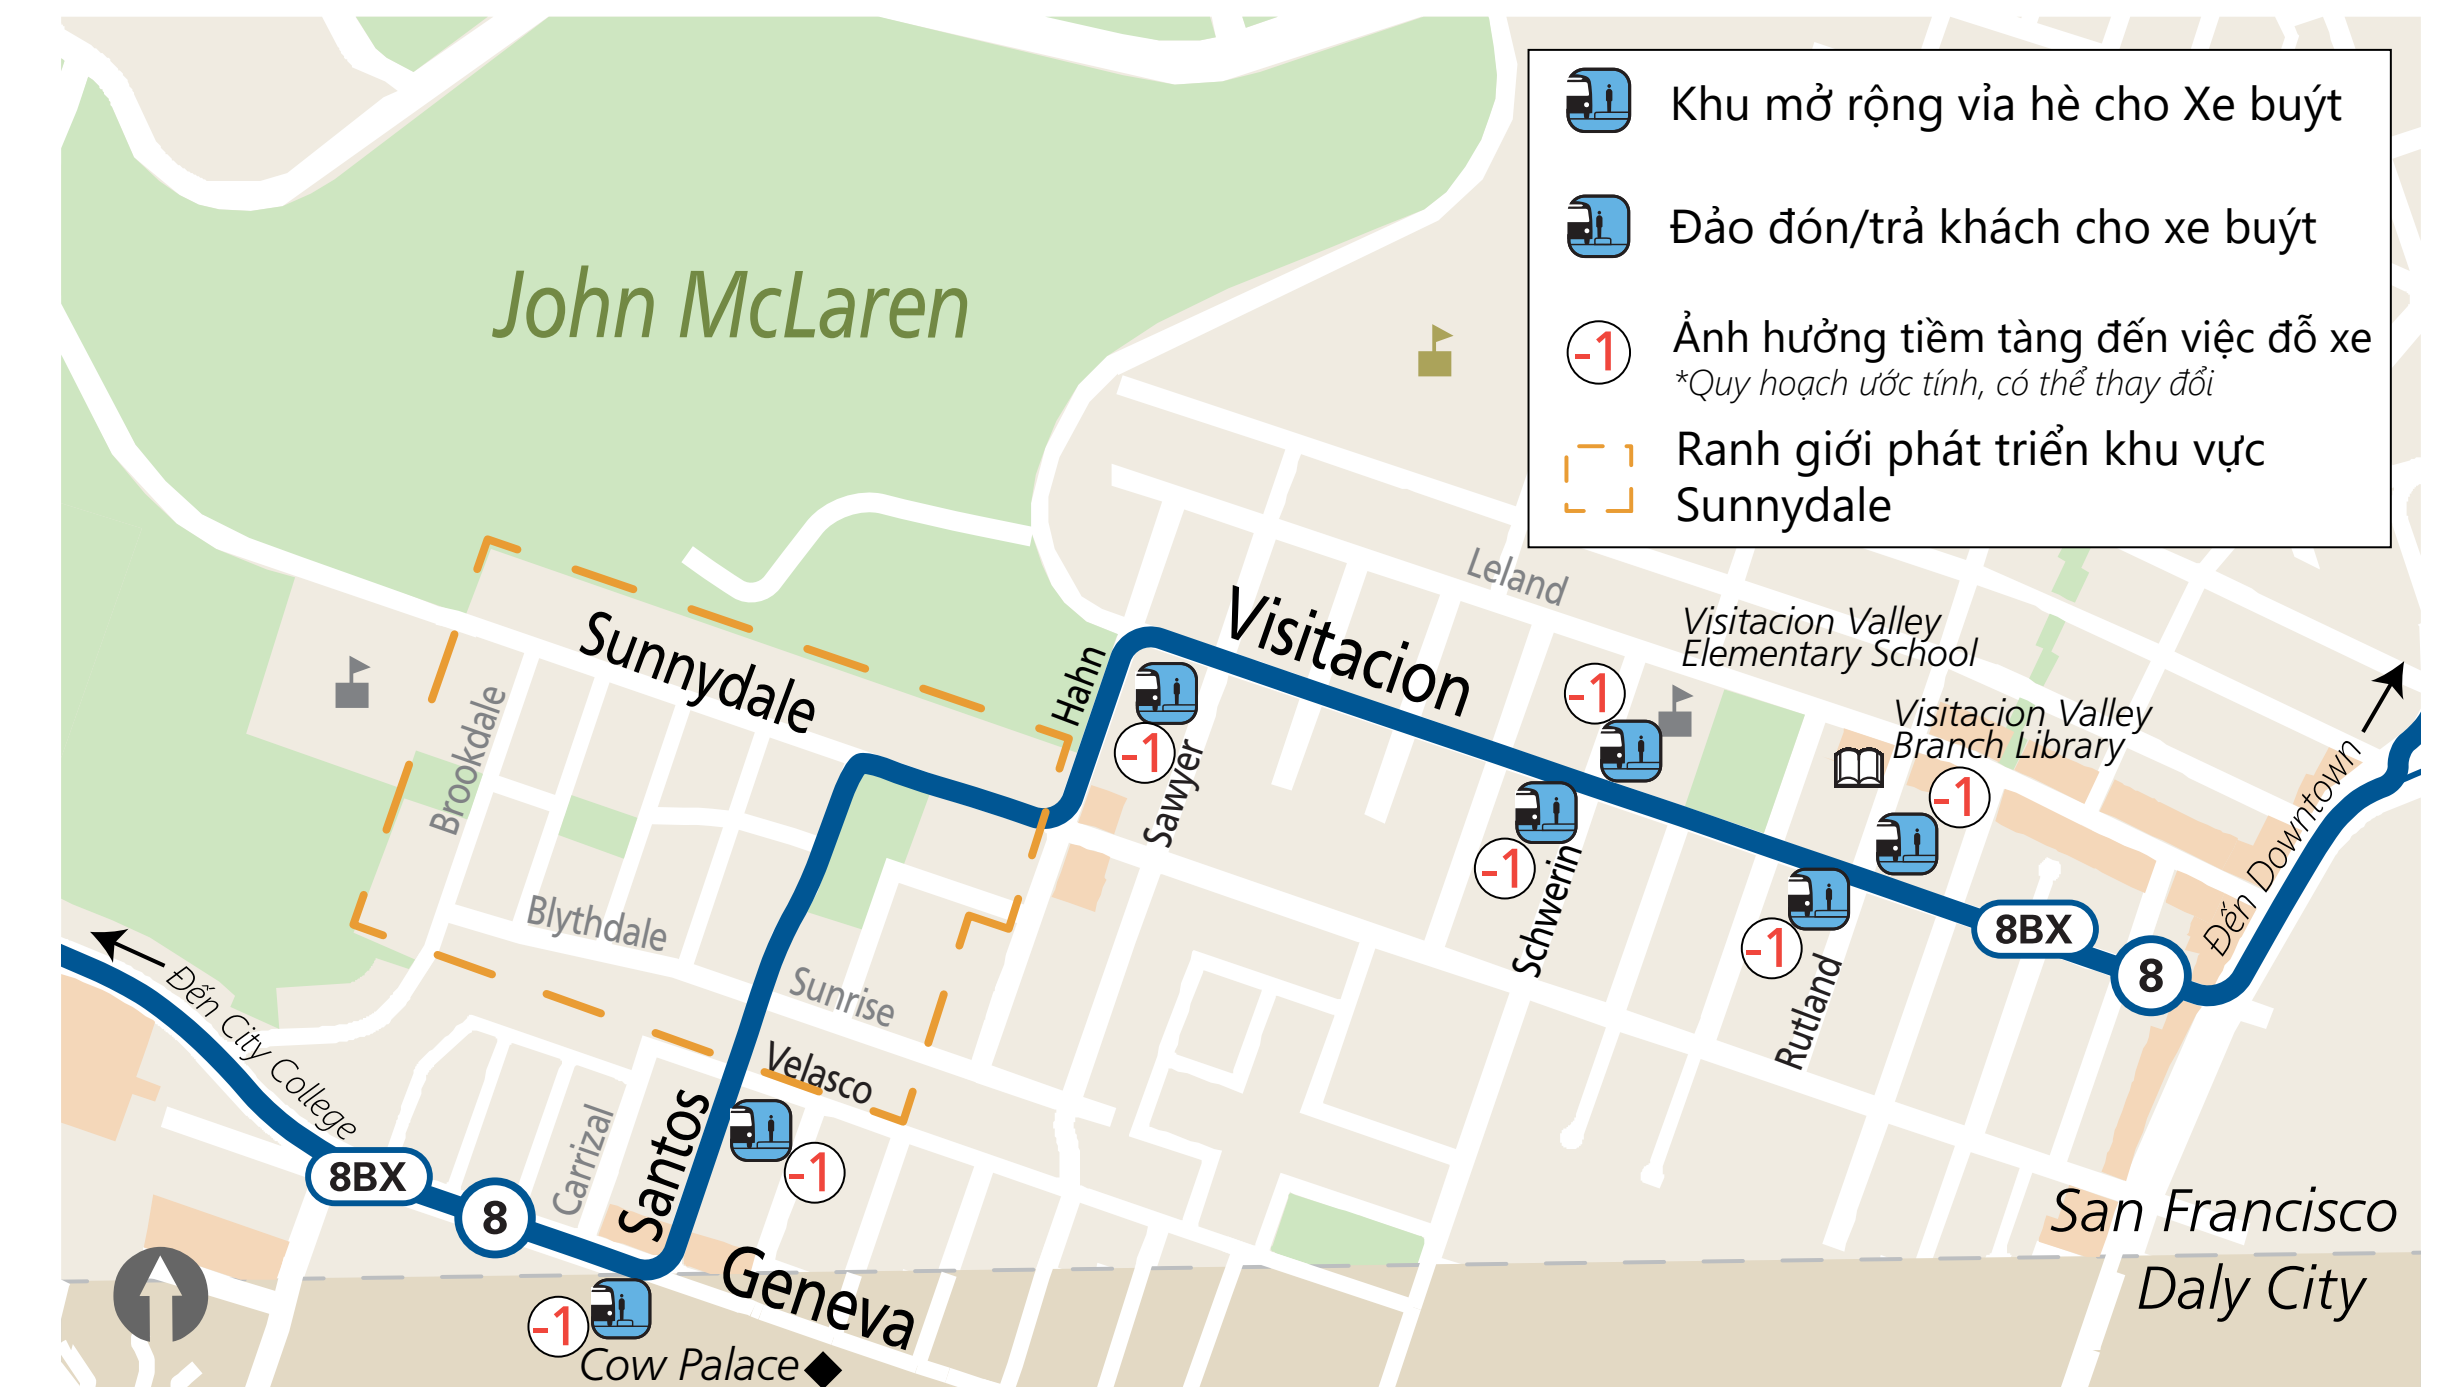 Khu mở rộng vỉa hè cho Xe buýt
Đảo đón/trả khách cho xe buýt
-1
Ảnh hưởng tiềm tàng đến việc đỗ xe
*Quy hoạch ước tính, có thể thay đổi
Ranh giới phát triển khu vực
Sunnydale
John McLaren
Leland
Visitacion
Visitacion Valley
Elementary School
Sunnydale
Hahn
-1
Brookdale
Visitacion Valley
Branch Library
-1
Sawyer
-1
Đến Downtown
-1
Schwerin
Blythdale
8BX
-1
8
Đến City College
Sunrise
Rutland
Velasco
Santos
Carrizal
8BX
-1
8
San Francisco
Geneva
Daly City
-1
Cow Palace